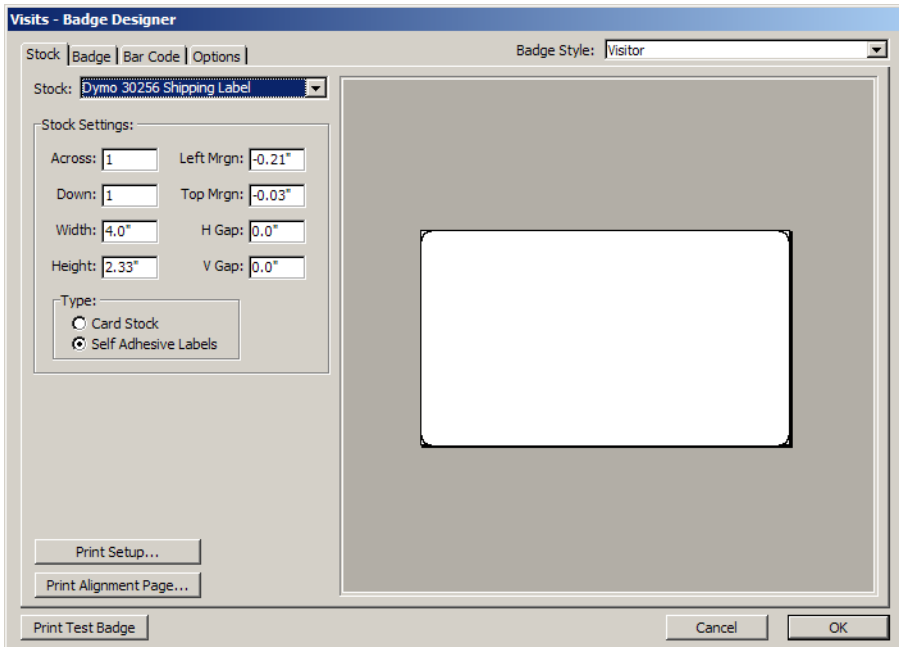 Visits - Badge Designer
Stock Badge Bar Code Options
Badge Style: Visitor
Stock: Dymo 30256 Shipping Label
Stock Settings:
Across: 1 Left Mrgn: -0.21"
Down: 1 Top Mrgn: -0.03"
Width: 4.0" H Gap: 0.0"
Height: 2.33" V Gap: 0.0"
Type:
Card Stock
Self Adhesive Labels
Print Setup...
Print Alignment Page...
Print Test Badge Cancel OK